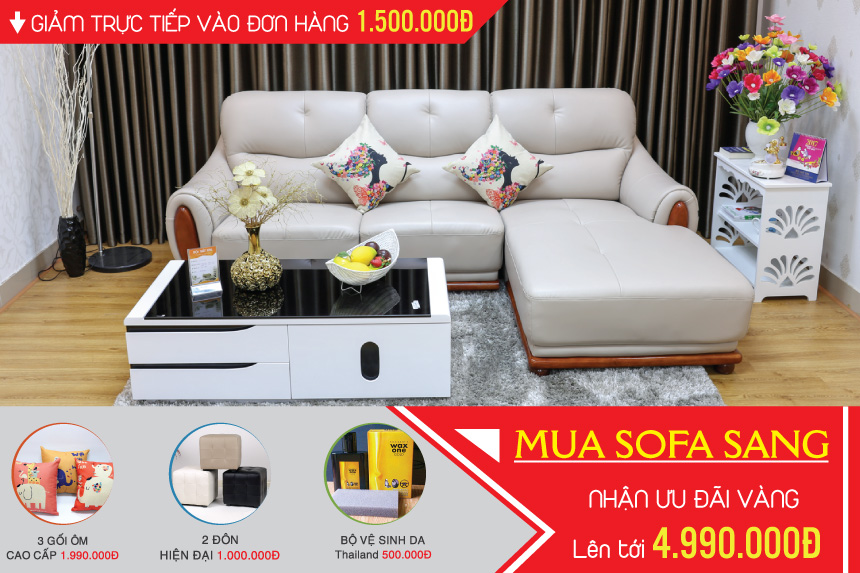 GIẢM TRỰC TIẾP VÀO ĐƠN HÀNG 1.500.000Đ
2017
wax
one
MUA SOFA SANG
NHẬN ƯU ĐÃI VÀNG
Lên tới 4.990.000Đ
3 GỐI ÔM
CAO CẤP 1.990.000Đ
2 ĐÔN
HIỆN ĐẠI 1.000.000Đ
BỘ VỆ SINH DA
Thailand 500.000Đ